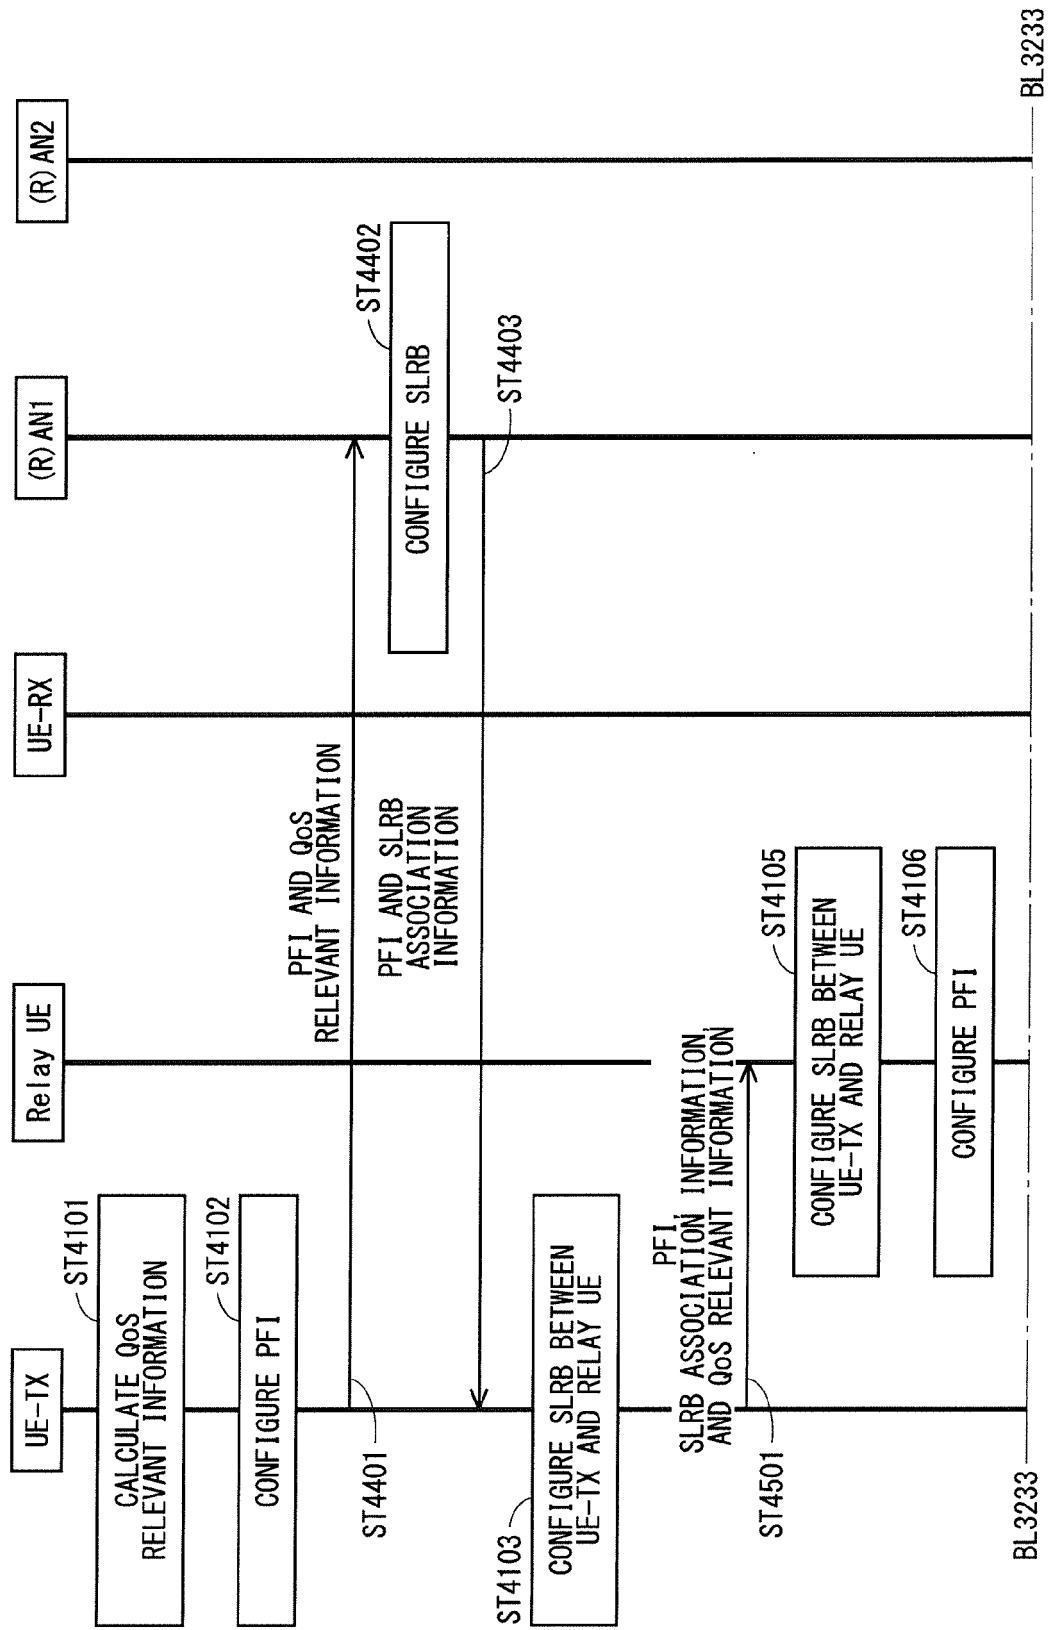 UE-TX
Relay UE
UE-RX
(R)AN1
(R)AN2
CALCULATE QoS
RELEVANT INFORMATION
ST4101
CONFIGURE PFI
ST4102
PFI AND QoS
RELEVANT INFORMATION
ST4401
CONFIGURE SLRB
ST4402
PFI AND SLRB
ASSOCIATION
INFORMATION
ST4403
ST4103
CONFIGURE SLRB BETWEEN
UE-TX AND RELAY UE
PFI,
SLRB ASSOCIATION INFORMATION,
AND QoS RELEVANT INFORMATION
ST4501
CONFIGURE SLRB BETWEEN
UE-TX AND RELAY UE
ST4105
CONFIGURE PFI
ST4106
BL3233
BL3233